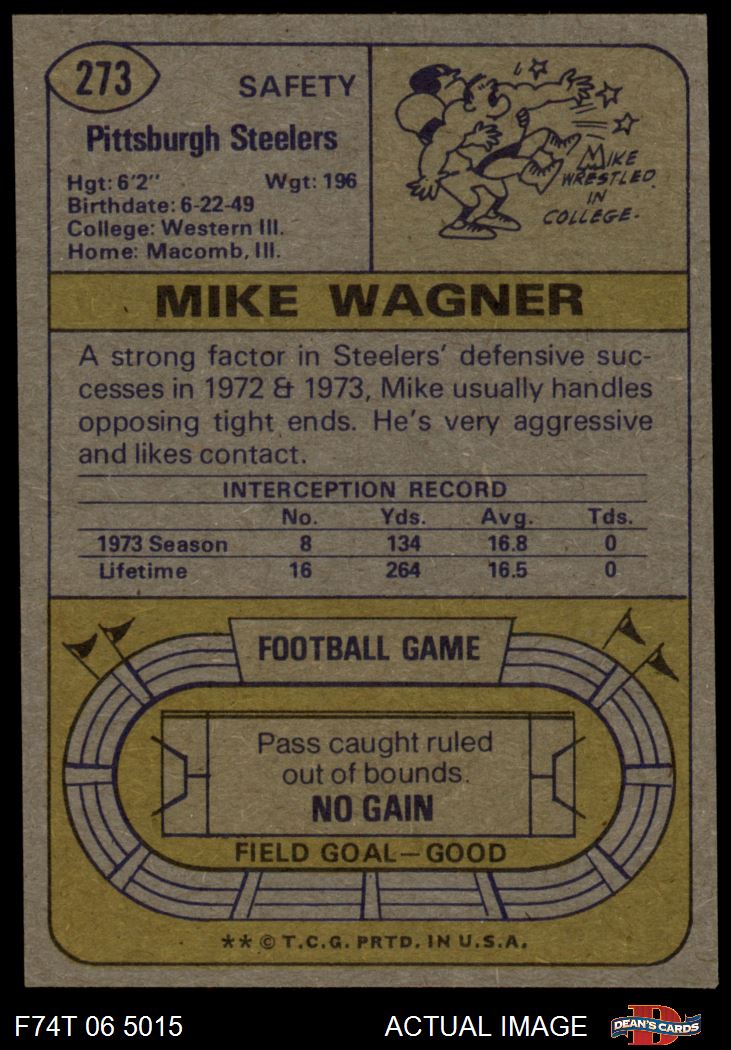 273
SAFETY
Pittsburgh Steelers
Hgt: 6'2" Wgt: 196
Birthdate: 6-22-49
College: Western Ill.
Home: Macomb, Ill.
MIKE
WRESTLED
IN
COLLEGE.
MIKE WAGNER
A strong factor in Steelers' defensive suc-
cesses in 1972 & 1973, Mike usually handles
opposing tight ends. He's very aggressive
and likes contact.
INTERCEPTION RECORD
No. Yds. Avg. Tds.
1973 Season 8 134 16.8 0
Lifetime 16 264 16.5 0
FOOTBALL GAME
Pass caught ruled
out of bounds.
NO GAIN
FIELD GOAL—GOOD
** © T.C.G. PRTD. IN U.S.A.
F74T 06 5015 ACTUAL IMAGE
D
DEAN'S CARDS